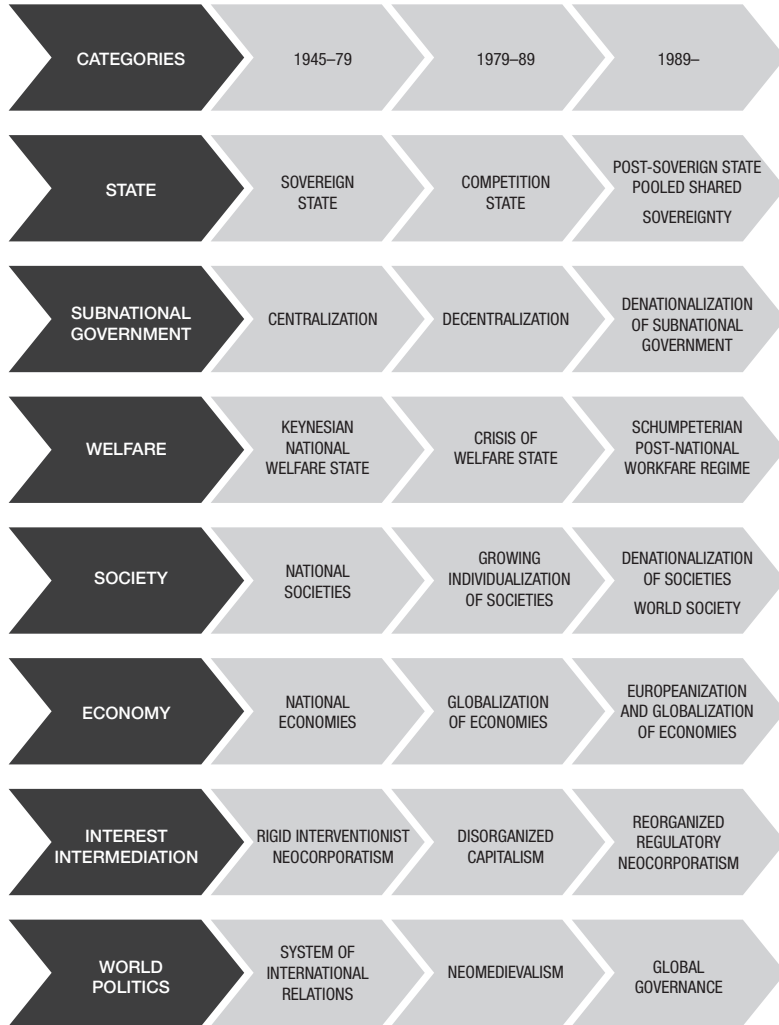 CATEGORIES
1945–79
1979–89
1989–
STATE
SOVEREIGN
STATE
COMPETITION
STATE
POST-SOVERIGN STATE
POOLED SHARED
SOVEREIGNTY
SUBNATIONAL
GOVERNMENT
CENTRALIZATION
DECENTRALIZATION
DENATIONALIZATION
OF SUBNATIONAL
GOVERNMENT
WELFARE
KEYNESIAN
NATIONAL
WELFARE STATE
CRISIS OF
WELFARE STATE
SCHUMPETERIAN
POST-NATIONAL
WORKFARE REGIME
SOCIETY
NATIONAL
SOCIETIES
GROWING
INDIVIDUALIZATION
OF SOCIETIES
DENATIONALIZATION
OF SOCIETIES
WORLD SOCIETY
ECONOMY
NATIONAL
ECONOMIES
GLOBALIZATION
OF ECONOMIES
EUROPEANIZATION
AND GLOBALIZATION
OF ECONOMIES
INTEREST
INTERMEDIATION
RIGID INTERVENTIONIST
NEOCORPORATISM
DISORGANIZED
CAPITALISM
REORGANIZED
REGULATORY
NEOCORPORATISM
WORLD
POLITICS
SYSTEM OF
INTERNATIONAL
RELATIONS
NEOMEDIEVALISM
GLOBAL
GOVERNANCE